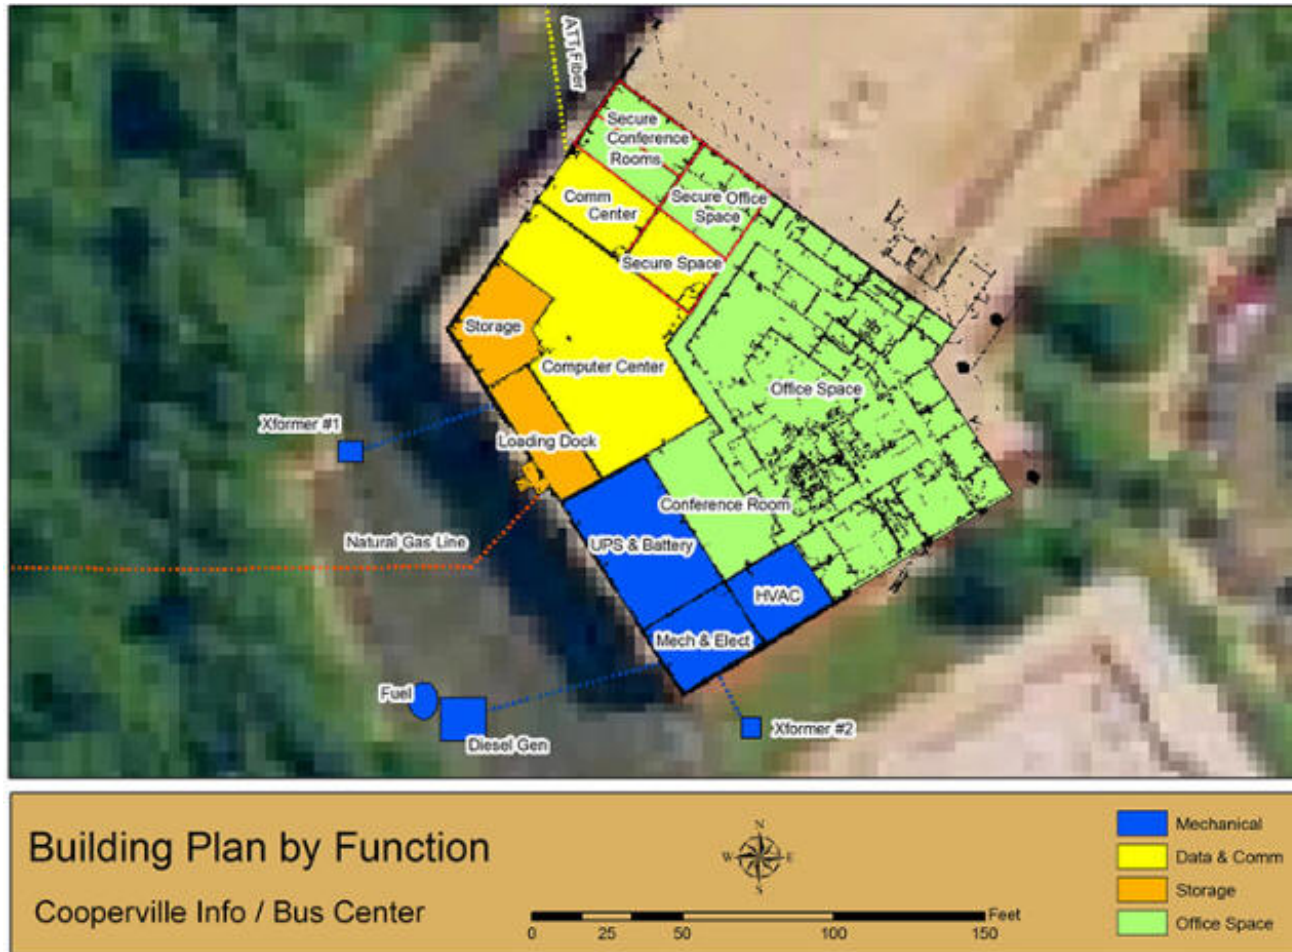 ATT Fiber
Secure
Conference
Rooms
Comm
Center
Secure Office
Space
Secure Space
Storage
Computer Center
Office Space
Xformer #1
Loading Dock
Conference Room
Natural Gas Line
UPS & Battery
HVAC
Mech & Elect
Fuel
Diesel Gen
Xformer #2
Building Plan by Function
Cooperville Info / Bus Center
N
W
E
S
Feet
0
25
50
100
150
Mechanical
Data & Comm
Storage
Office Space